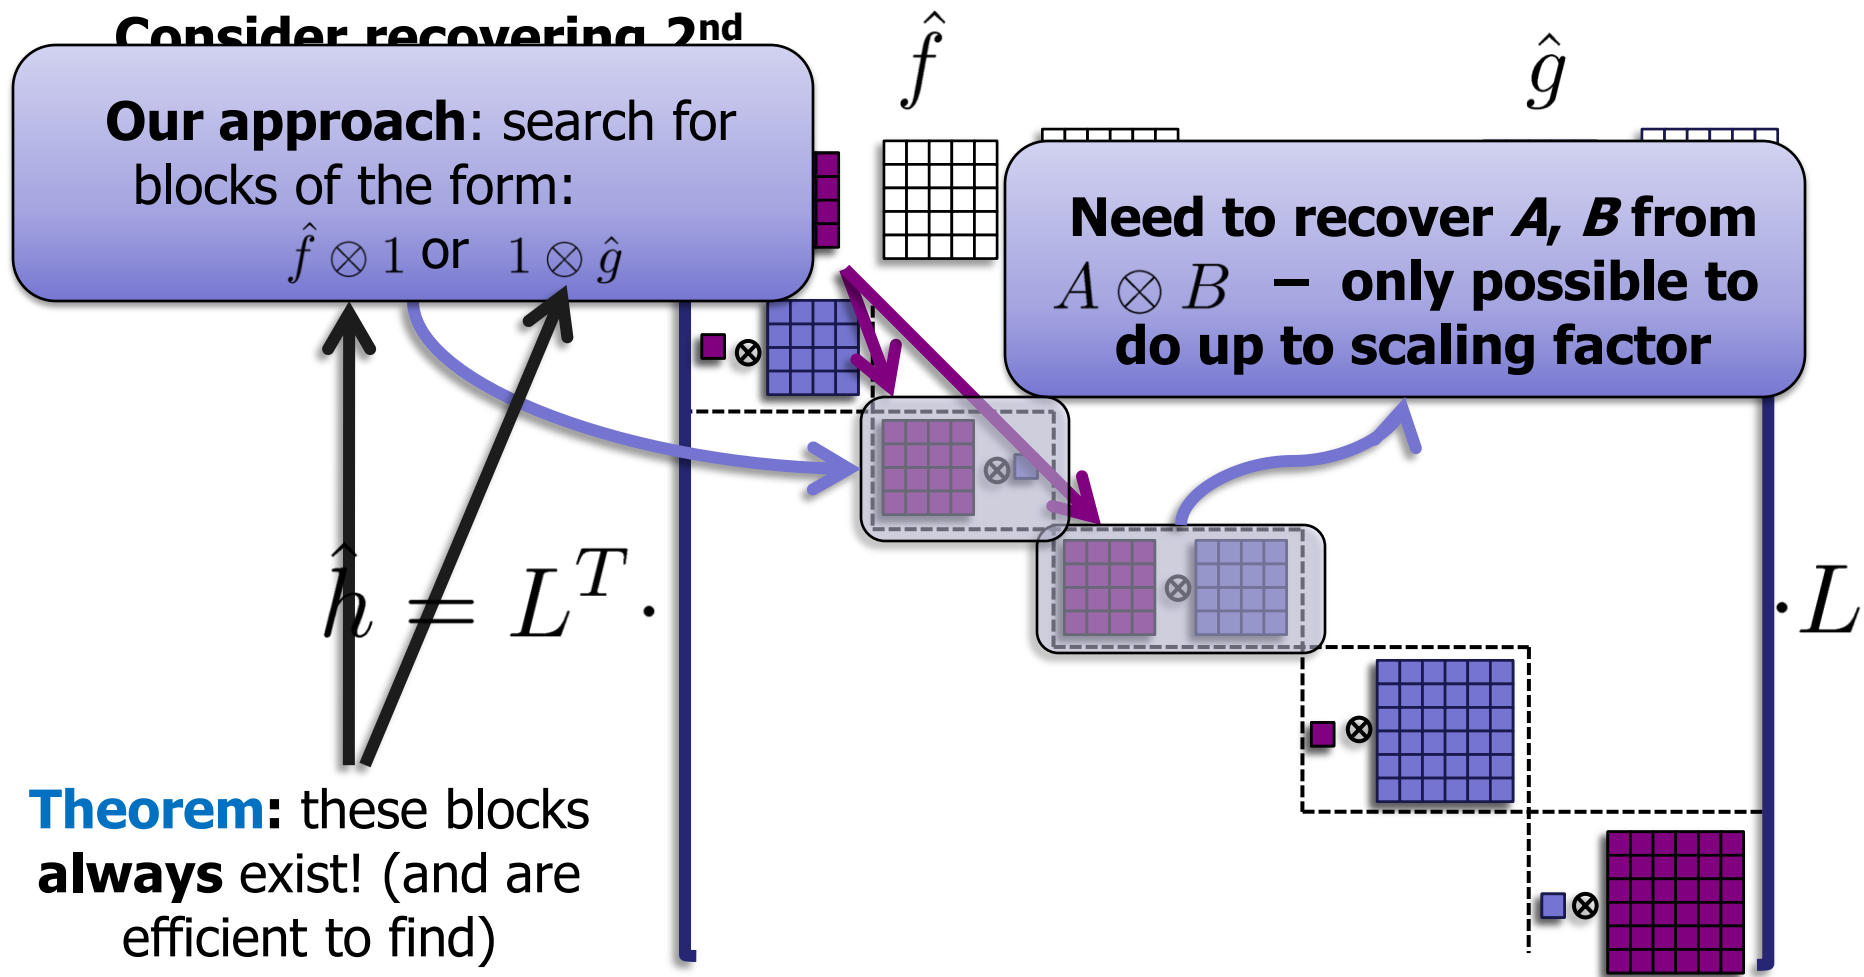 Consider recovering 2nd
Our approach: search for
blocks of the form:
f̂ ⊗ 1 or 1 ⊗ ĝ
f̂
ĝ
Need to recover A, B from
A ⊗ B – only possible to
do up to scaling factor
⊗
⊗
⊗
ĥ = L^T ·
· L
⊗
⊗
Theorem: these blocks
always exist! (and are
efficient to find)